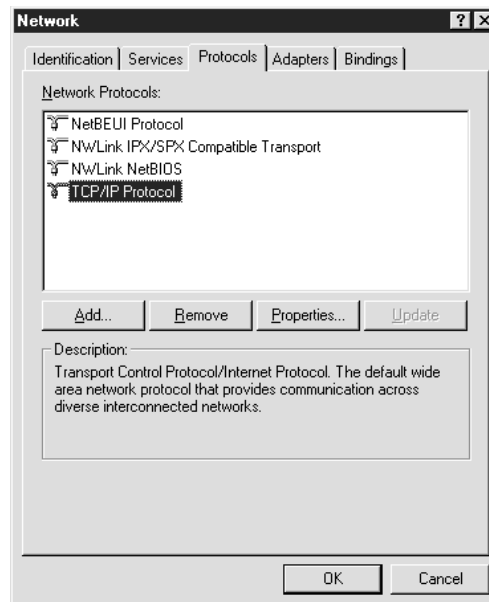 Network
Identification Services Protocols Adapters Bindings
Network Protocols:
NetBEUI Protocol
NWLink IPX/SPX Compatible Transport
NWLink NetBIOS
TCP/IP Protocol
Add... Remove Properties... Update
Description:
Transport Control Protocol/Internet Protocol. The default wide
area network protocol that provides communication across
diverse interconnected networks.
OK Cancel